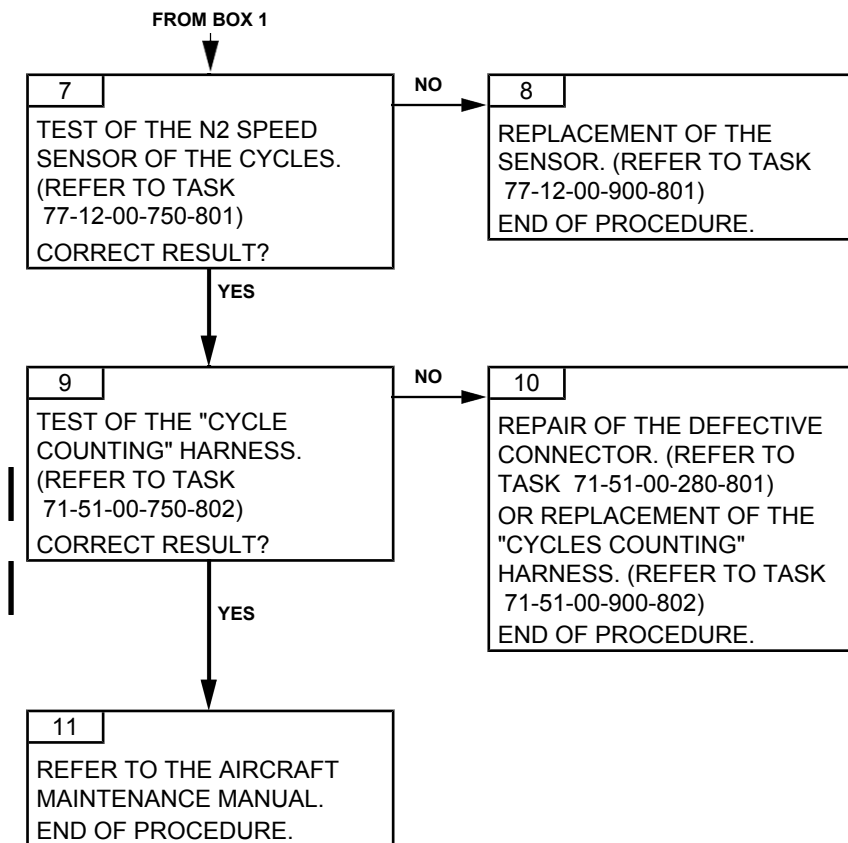 FROM BOX 1
7
TEST OF THE N2 SPEED
SENSOR OF THE CYCLES.
(REFER TO TASK
77-12-00-750-801)
CORRECT RESULT?
NO
8
REPLACEMENT OF THE
SENSOR. (REFER TO TASK
77-12-00-900-801)
END OF PROCEDURE.
YES
9
TEST OF THE "CYCLE
COUNTING" HARNESS.
(REFER TO TASK
71-51-00-750-802)
CORRECT RESULT?
NO
10
REPAIR OF THE DEFECTIVE
CONNECTOR. (REFER TO
TASK 71-51-00-280-801)
OR REPLACEMENT OF THE
"CYCLES COUNTING"
HARNESS. (REFER TO TASK
71-51-00-900-802)
END OF PROCEDURE.
YES
11
REFER TO THE AIRCRAFT
MAINTENANCE MANUAL.
END OF PROCEDURE.